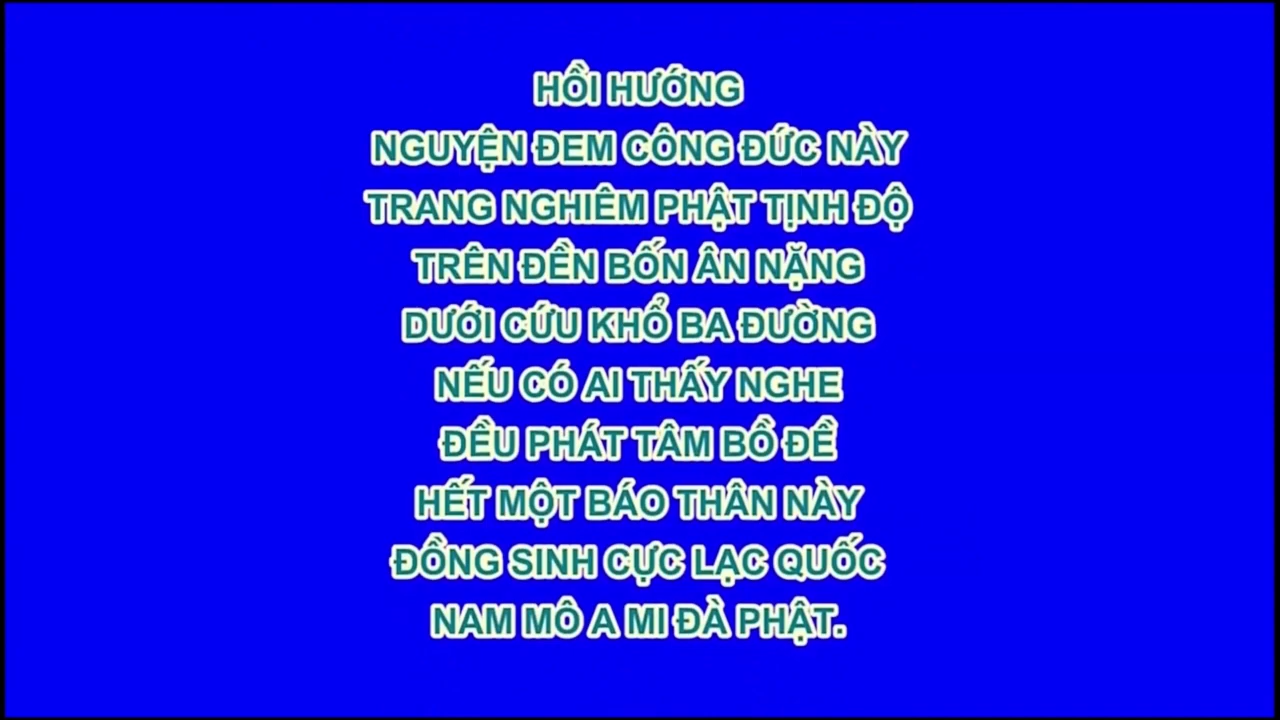 HỒI HƯỚNG
NGUYỆN ĐEM CÔNG ĐỨC NÀY
TRANG NGHIÊM PHẬT TỊNH ĐỘ
TRÊN ĐỀN BỐN ÂN NẶNG
DƯỚI CỨU KHỔ BA ĐƯỜNG
NẾU CÓ AI THẤY NGHE
ĐỀU PHÁT TÂM BỒ ĐỀ
HẾT MỘT BÁO THÂN NÀY
ĐỒNG SINH CỰC LẠC QUỐC
NAM MÔ A MI ĐÀ PHẬT.